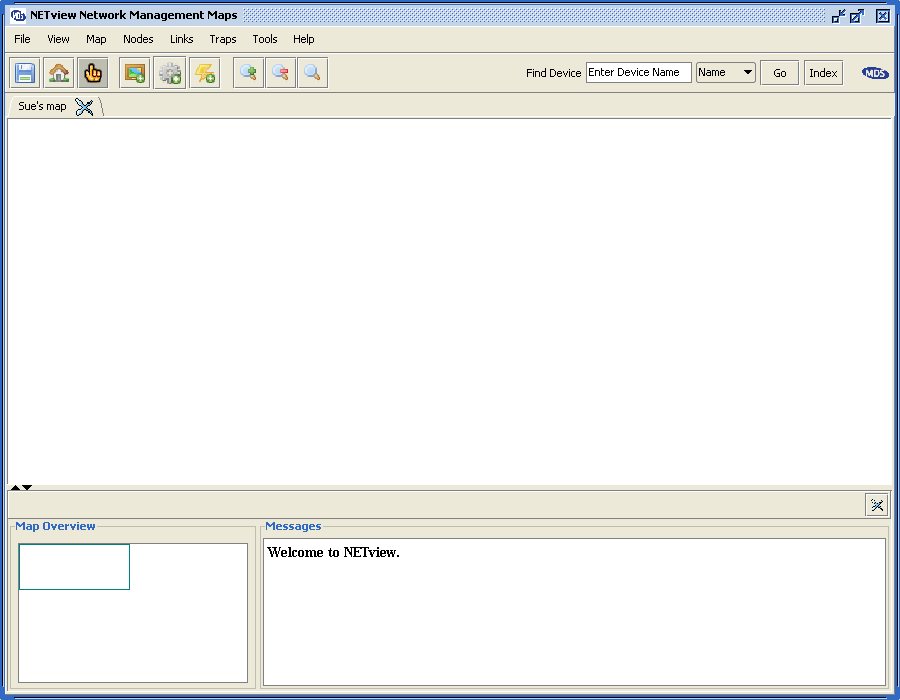 NETview Network Management Maps
File View Map Nodes Links Traps Tools Help
Find Device Enter Device Name Name Go Index MDS
Sue's map
Map Overview
Messages
Welcome to NETview.